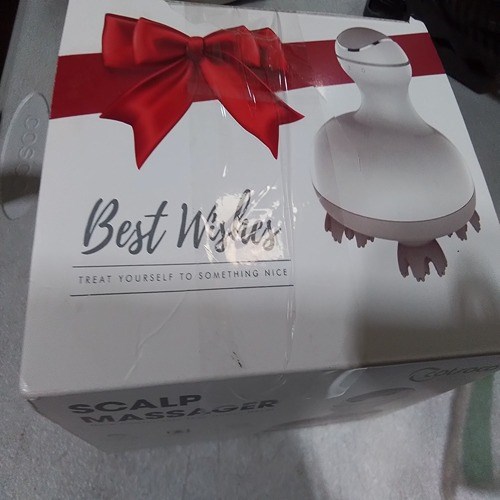 Best Wishes
TREAT YOURSELF TO SOMETHING NICE
SCALP
MASSAGER